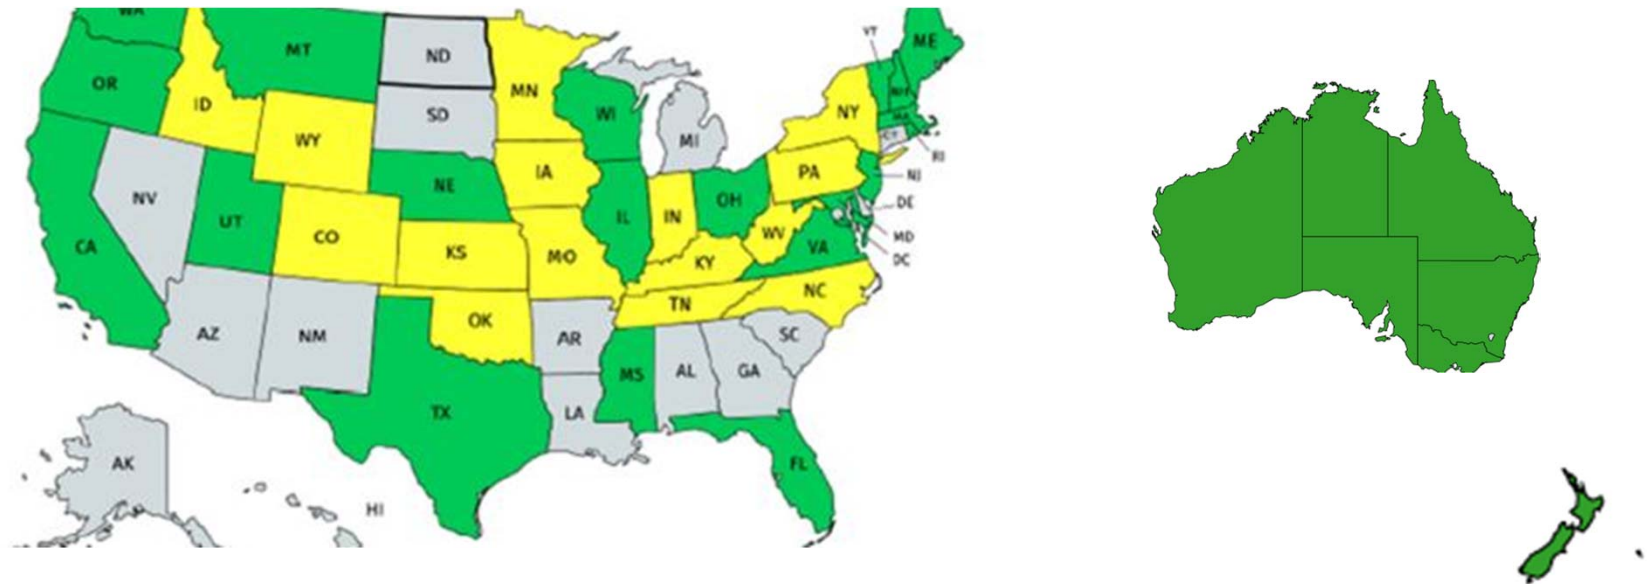 WA
MT
ND
VT
ME
OR
ID
MN
SD
WI
NY
NH
MA
WY
MI
CT
RI
IA
PA
NE
NJ
NV
OH
UT
IL
IN
DE
CA
CO
KS
MO
WV
VA
MD
KY
DC
NC
TN
OK
AZ
NM
AR
SC
MS
AL
GA
TX
LA
AK
FL
HI